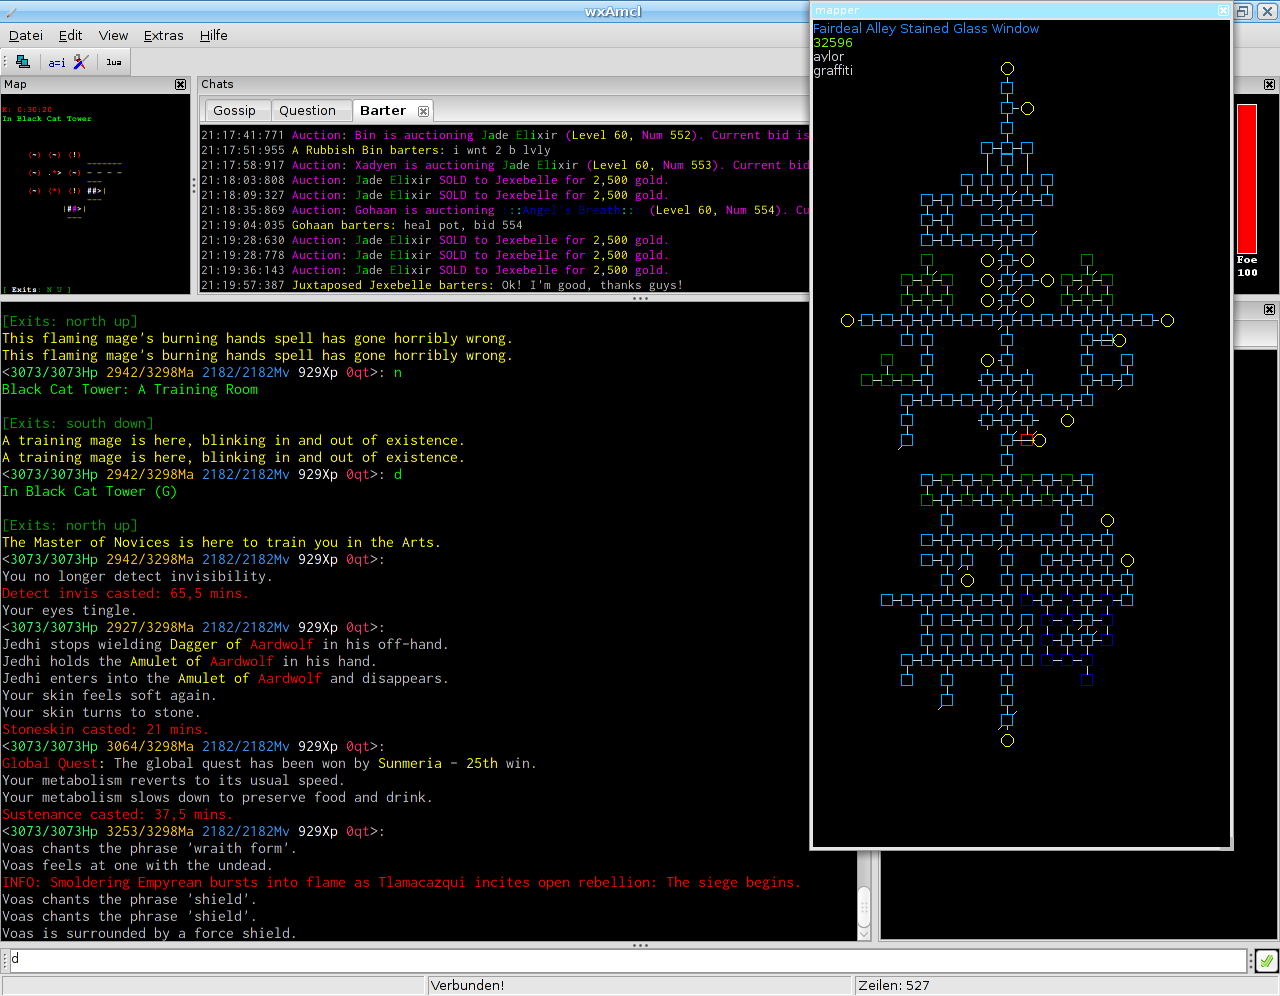 wxAmcl
Datei Edit View Extras Hilfe
a=i lua
Map
K: 0:30:20
In Black Cat Tower
[ Exits: N U ]
Chats
Gossip Question Barter
21:17:41:771 Auction: Bin is auctioning Jade Elixir (Level 60, Num 552). Current bid is
21:17:51:955 A Rubbish Bin barters: i wnt 2 b lvly
21:17:58:917 Auction: Xadyen is auctioning Jade Elixir (Level 60, Num 553). Current bid
21:18:03:808 Auction: Jade Elixir SOLD to Jexebelle for 2,500 gold.
21:18:09:327 Auction: Jade Elixir SOLD to Jexebelle for 2,500 gold.
21:18:35:869 Auction: Gohaan is auctioning ::Angel's Breath:: (Level 60, Num 554). Cu
21:19:04:035 Gohaan barters: heal pot, bid 554
21:19:28:630 Auction: Jade Elixir SOLD to Jexebelle for 2,500 gold.
21:19:28:778 Auction: Jade Elixir SOLD to Jexebelle for 2,500 gold.
21:19:36:143 Auction: Jade Elixir SOLD to Jexebelle for 2,500 gold.
21:19:57:387 Juxtaposed Jexebelle barters: Ok! I'm good, thanks guys!
mapper
Fairdeal Alley Stained Glass Window
32596
aylor
graffiti
Foe
100
[Exits: north up]
This flaming mage's burning hands spell has gone horribly wrong.
This flaming mage's burning hands spell has gone horribly wrong.
<3073/3073Hp 2942/3298Ma 2182/2182Mv 929Xp 0qt>: n
Black Cat Tower: A Training Room
[Exits: south down]
A training mage is here, blinking in and out of existence.
A training mage is here, blinking in and out of existence.
<3073/3073Hp 2942/3298Ma 2182/2182Mv 929Xp 0qt>: d
In Black Cat Tower (G)
[Exits: north up]
The Master of Novices is here to train you in the Arts.
<3073/3073Hp 2942/3298Ma 2182/2182Mv 929Xp 0qt>:
You no longer detect invisibility.
Detect invis casted: 65,5 mins.
Your eyes tingle.
<3073/3073Hp 2927/3298Ma 2182/2182Mv 929Xp 0qt>:
Jedhi stops wielding Dagger of Aardwolf in his off-hand.
Jedhi holds the Amulet of Aardwolf in his hand.
Jedhi enters into the Amulet of Aardwolf and disappears.
Your skin feels soft again.
Your skin turns to stone.
Stoneskin casted: 21 mins.
<3073/3073Hp 3064/3298Ma 2182/2182Mv 929Xp 0qt>:
Global Quest: The global quest has been won by Sunmeria - 25th win.
Your metabolism reverts to its usual speed.
Your metabolism slows down to preserve food and drink.
Sustenance casted: 37,5 mins.
<3073/3073Hp 3253/3298Ma 2182/2182Mv 929Xp 0qt>:
Voas chants the phrase 'wraith form'.
Voas feels at one with the undead.
INFO: Smoldering Empyrean bursts into flame as Tlamacazqui incites open rebellion: The siege begins.
Voas chants the phrase 'shield'.
Voas chants the phrase 'shield'.
Voas is surrounded by a force shield.
d
Verbunden!
Zeilen: 527